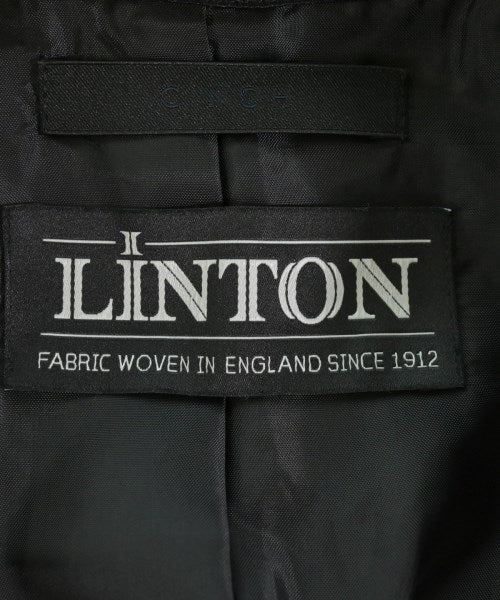 LINTON
FABRIC WOVEN IN ENGLAND SINCE 1912